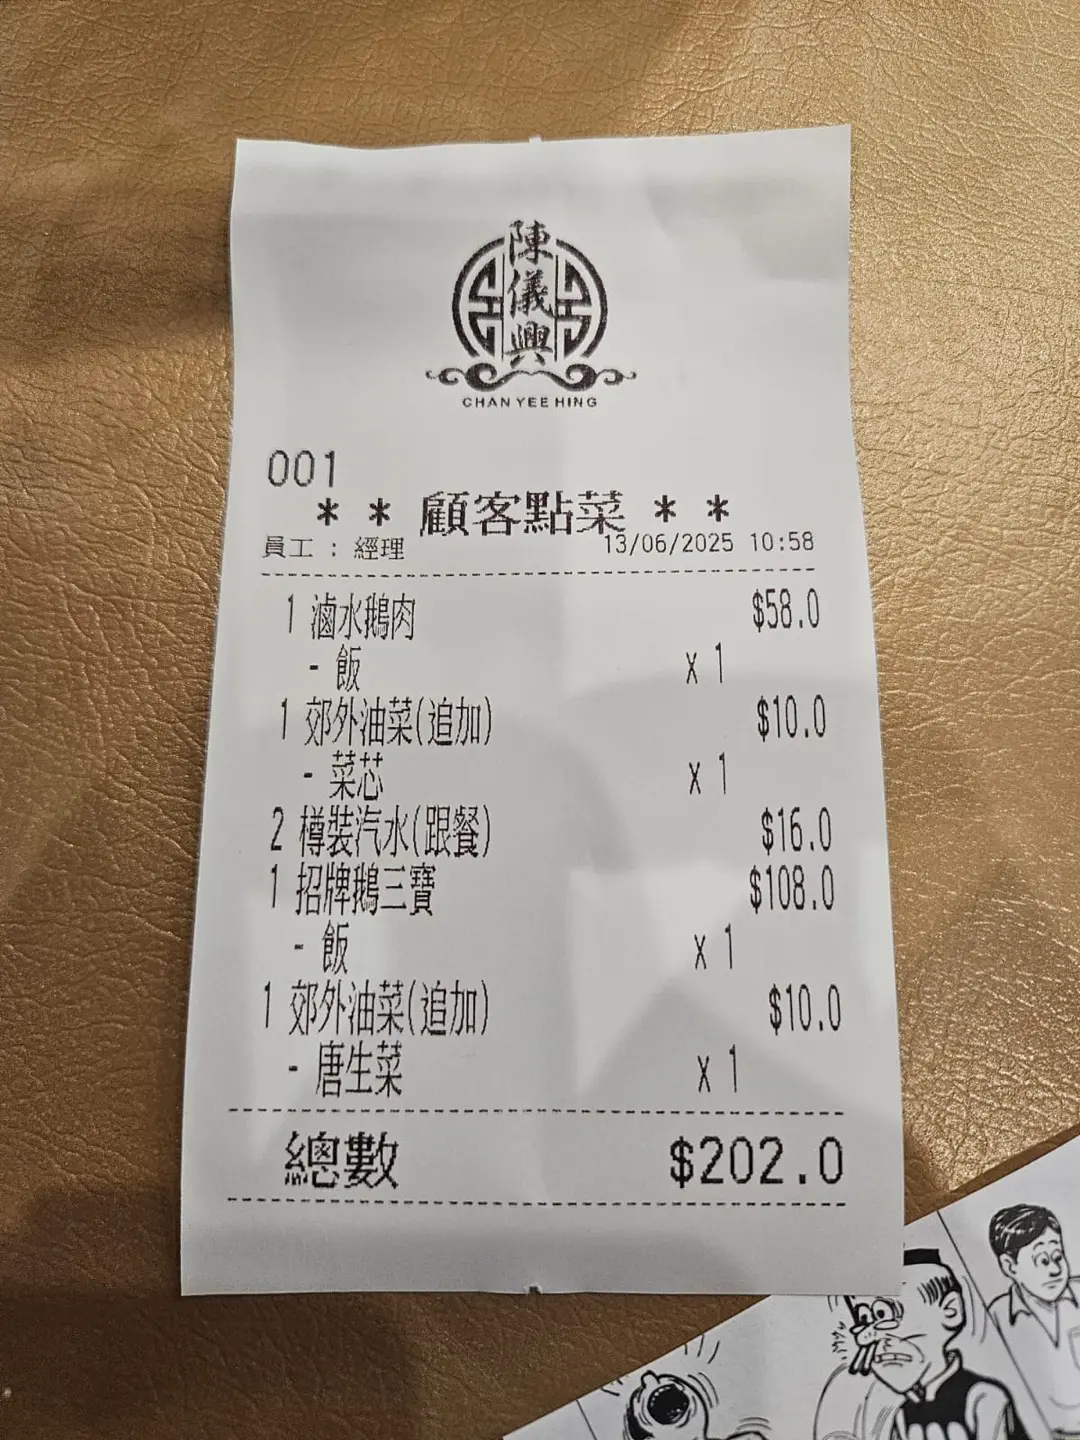 陳儀興
CHAN YEE HING
001
* * 顧客點菜 * *
員工 : 經理 13/06/2025 10:58
1 滷水鵝肉 $58.0
- 飯 x 1
1 郊外油菜(追加) $10.0
- 菜芯 x 1
2 樽裝汽水(跟餐) $16.0
1 招牌鵝三寶 $108.0
- 飯 x 1
1 郊外油菜(追加) $10.0
- 唐生菜 x 1
總數 $202.0